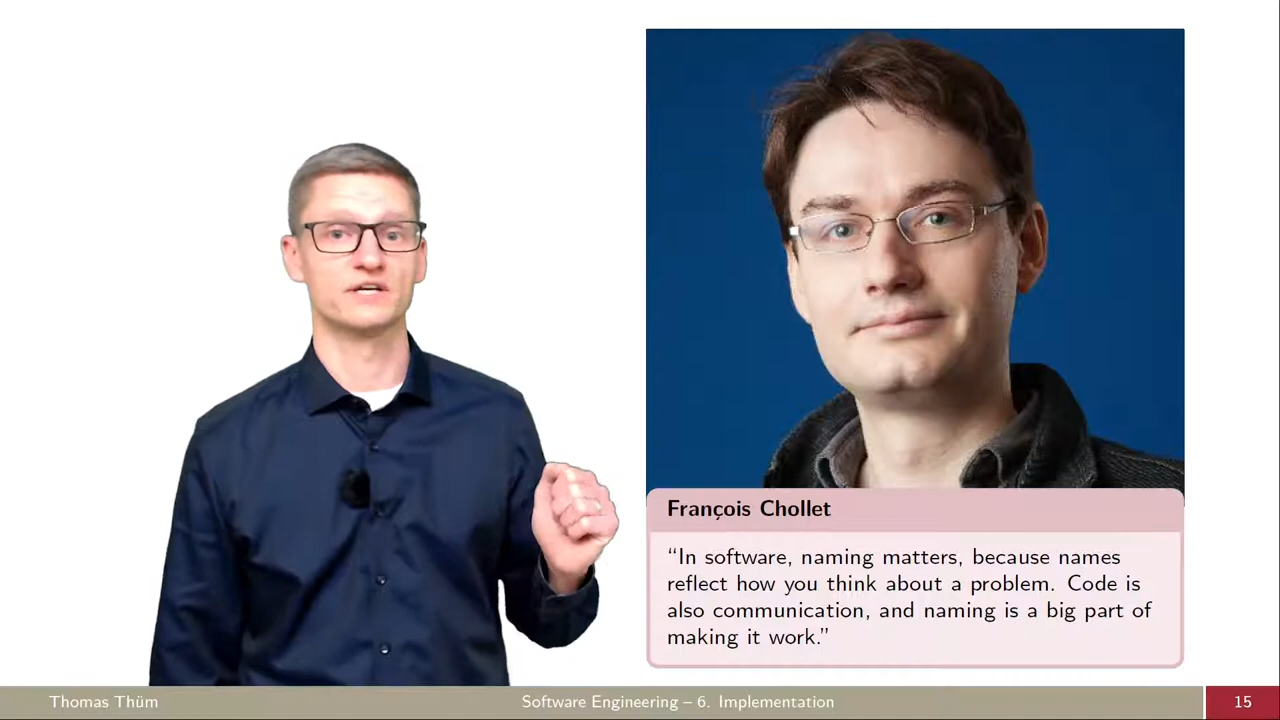 François Chollet
“In software, naming matters, because names
reflect how you think about a problem. Code is
also communication, and naming is a big part of
making it work.”
Thomas Thüm
Software Engineering – 6. Implementation
15